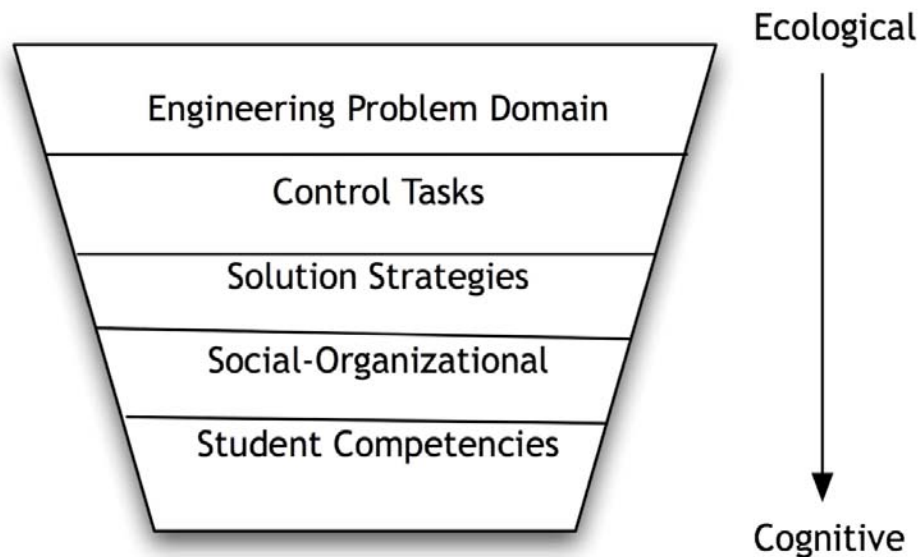 Ecological
Engineering Problem Domain
Control Tasks
Solution Strategies
Social-Organizational
Student Competencies
Cognitive